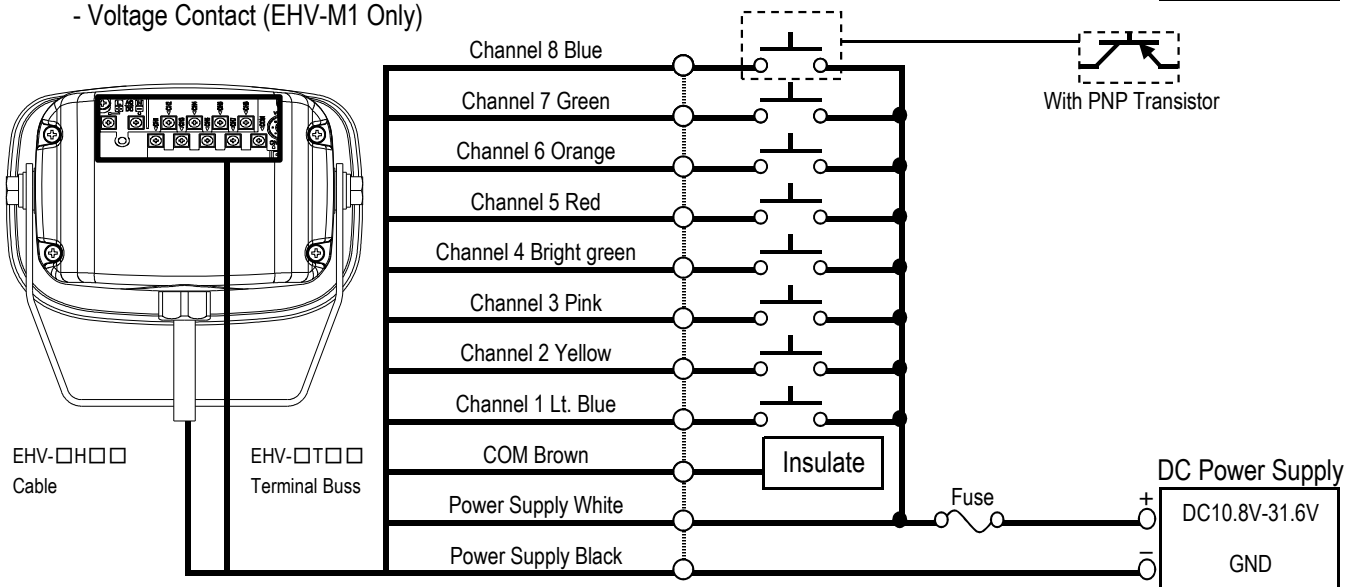 - Voltage Contact (EHV-M1 Only)
Channel 8 Blue
Channel 7 Green
Channel 6 Orange
Channel 5 Red
Channel 4 Bright green
Channel 3 Pink
Channel 2 Yellow
Channel 1 Lt. Blue
COM Brown
Power Supply White
Power Supply Black
With PNP Transistor
Insulate
Fuse
DC Power Supply
+
DC10.8V-31.6V
−
GND
EHV-□H□□
Cable
EHV-□T□□
Terminal Buss